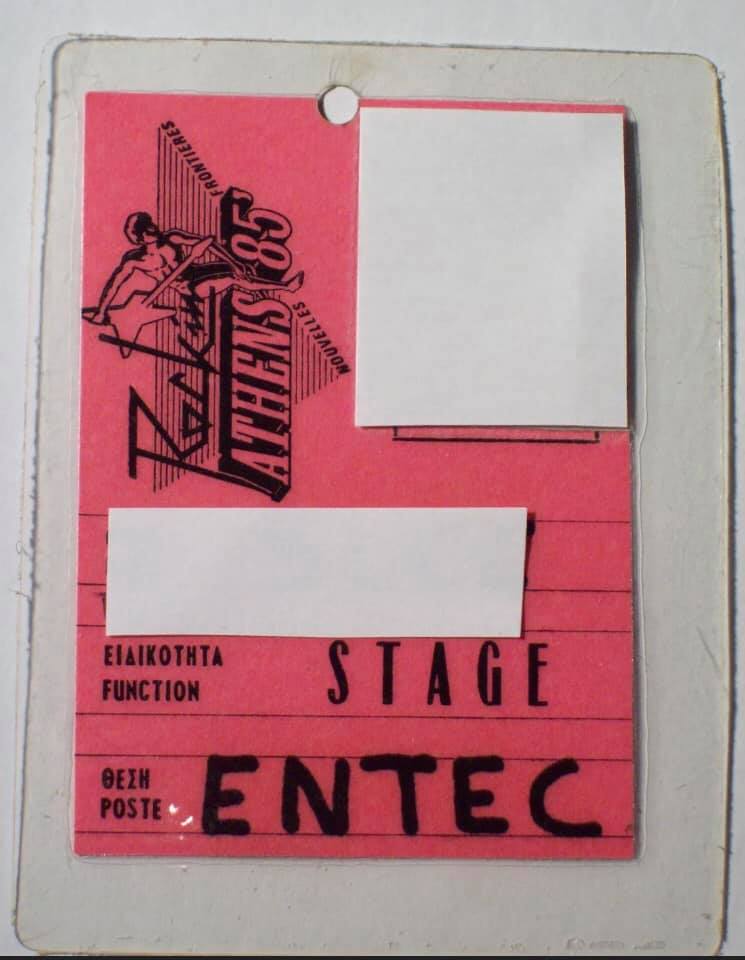 Rock in
ATHENS 85'
NOUVELLES FRONTIERES
ΕΙΔΙΚΟΤΗΤΑ
FUNCTION
STAGE
ΘΕΣΗ
POSTE
ENTEC